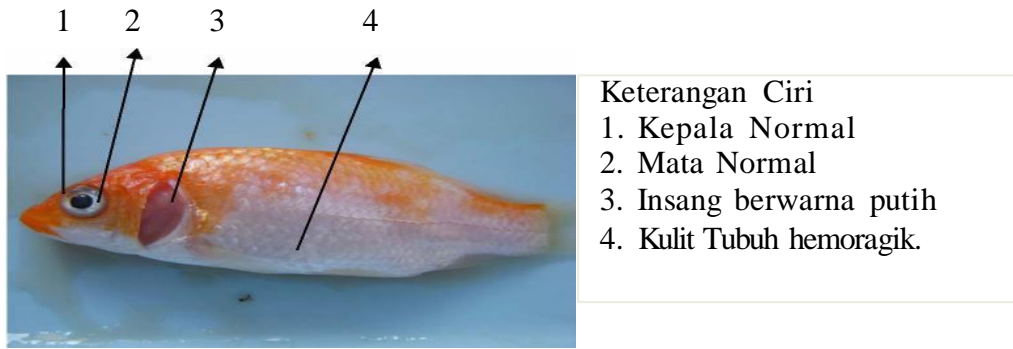 1 2 3 4
Keterangan Ciri
1. Kepala Normal
2. Mata Normal
3. Insang berwarna putih
4. Kulit Tubuh hemoragik.